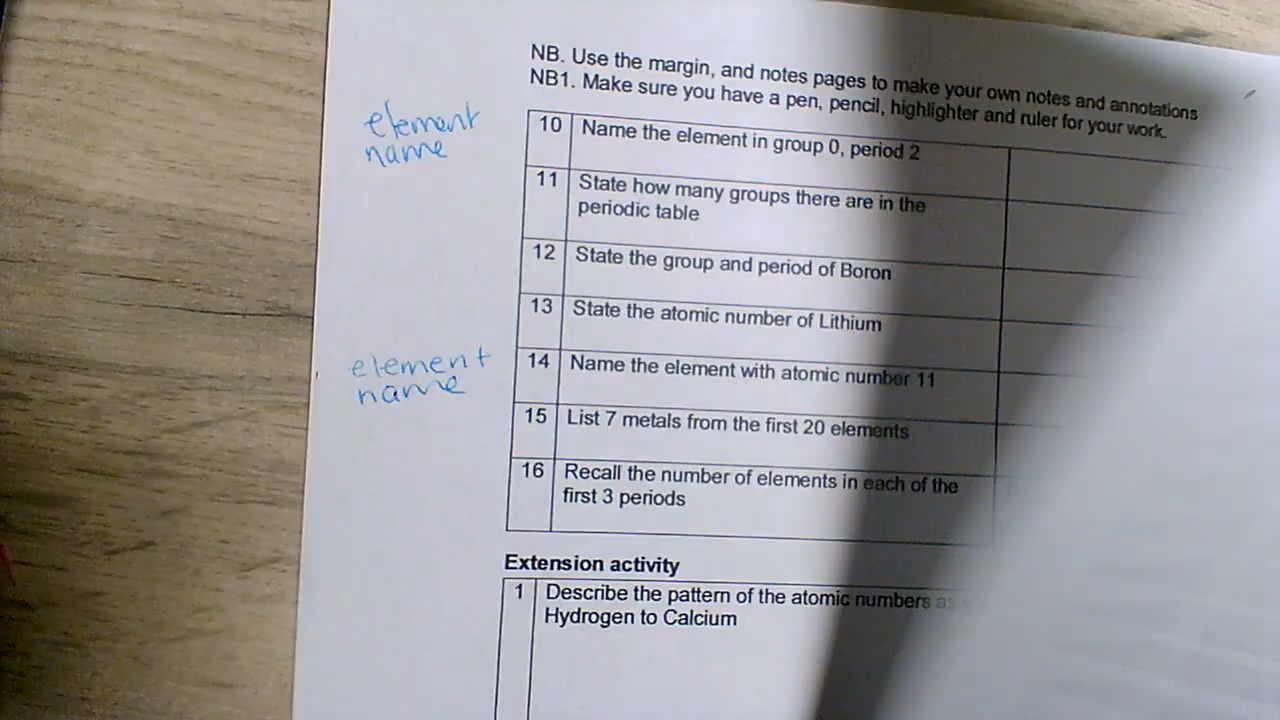 NB. Use the margin, and notes pages to make your own notes and annotations
NB1. Make sure you have a pen, pencil, highlighter and ruler for your work.
element
name
10 Name the element in group 0, period 2
11 State how many groups there are in the
periodic table
12 State the group and period of Boron
13 State the atomic number of Lithium
element
name
14 Name the element with atomic number 11
15 List 7 metals from the first 20 elements
16 Recall the number of elements in each of the
first 3 periods
Extension activity
1 Describe the pattern of the atomic numbers
Hydrogen to Calcium